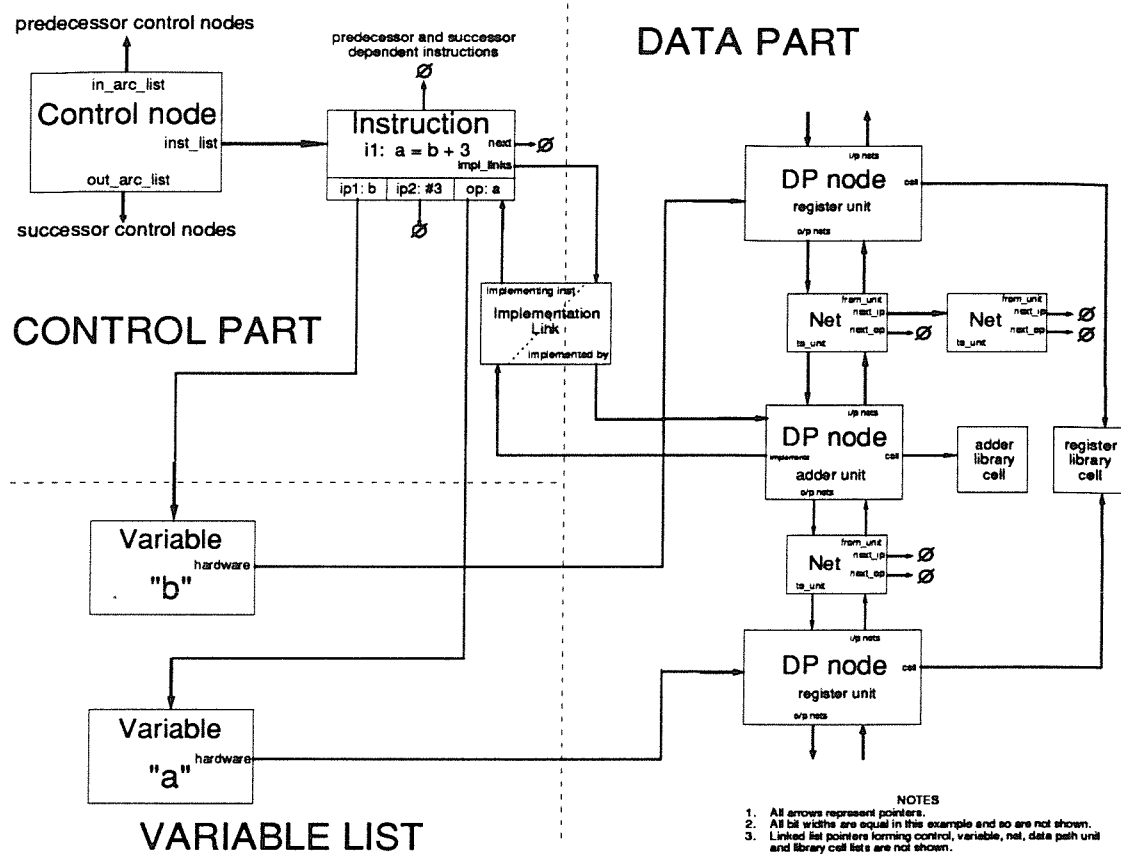 predecessor control nodes
in_arc_list
Control node
inst_list
out_arc_list
successor control nodes
predecessor and successor
dependent instructions
Ø
Instruction
next
Ø
i1: a = b + 3
impl_links
ip1: b
ip2: #3
op: a
Ø
CONTROL PART
implementing inst.
Implementation
Link
implemented by
Variable
hardware
"b"
Variable
hardware
"a"
VARIABLE LIST
DATA PART
i/p nets
DP node
cell
register unit
o/p nets
from_unit
next_ip
Net
next_op
Ø
to_unit
from_unit
next_ip
Ø
Net
next_op
Ø
to_unit
i/p nets
DP node
implements
cell
adder unit
o/p nets
adder
library
cell
register
library
cell
from_unit
next_ip
Ø
Net
next_op
Ø
to_unit
i/p nets
DP node
cell
register unit
o/p nets
NOTES
1. All arrows represent pointers.
2. All bit widths are equal in this example and so are not shown.
3. Linked list pointers forming control, variable, net, data path unit
and library cell lists are not shown.